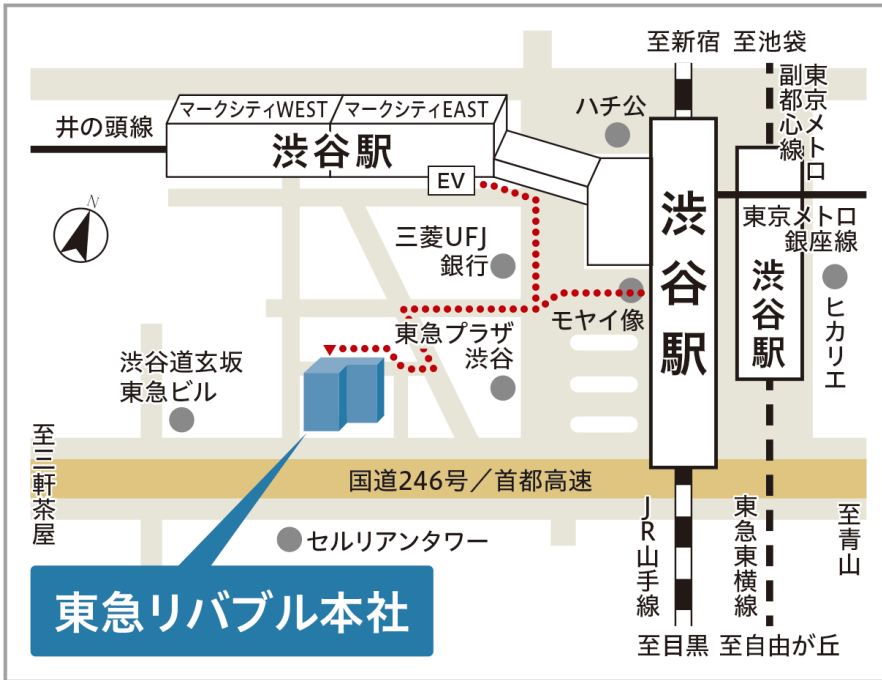 至新宿
至池袋
東京メトロ
副都心線
マークシティWEST
マークシティEAST
ハチ公
井の頭線
渋谷駅
EV
N
三菱UFJ
銀行
渋谷駅
東京メトロ
銀座線
渋谷駅
ヒカリエ
モヤイ像
東急プラザ
渋谷
渋谷道玄坂
東急ビル
至三軒茶屋
国道246号／首都高速
JR山手線
東急東横線
至青山
セルリアンタワー
東急リバブル本社
至目黒
至自由が丘